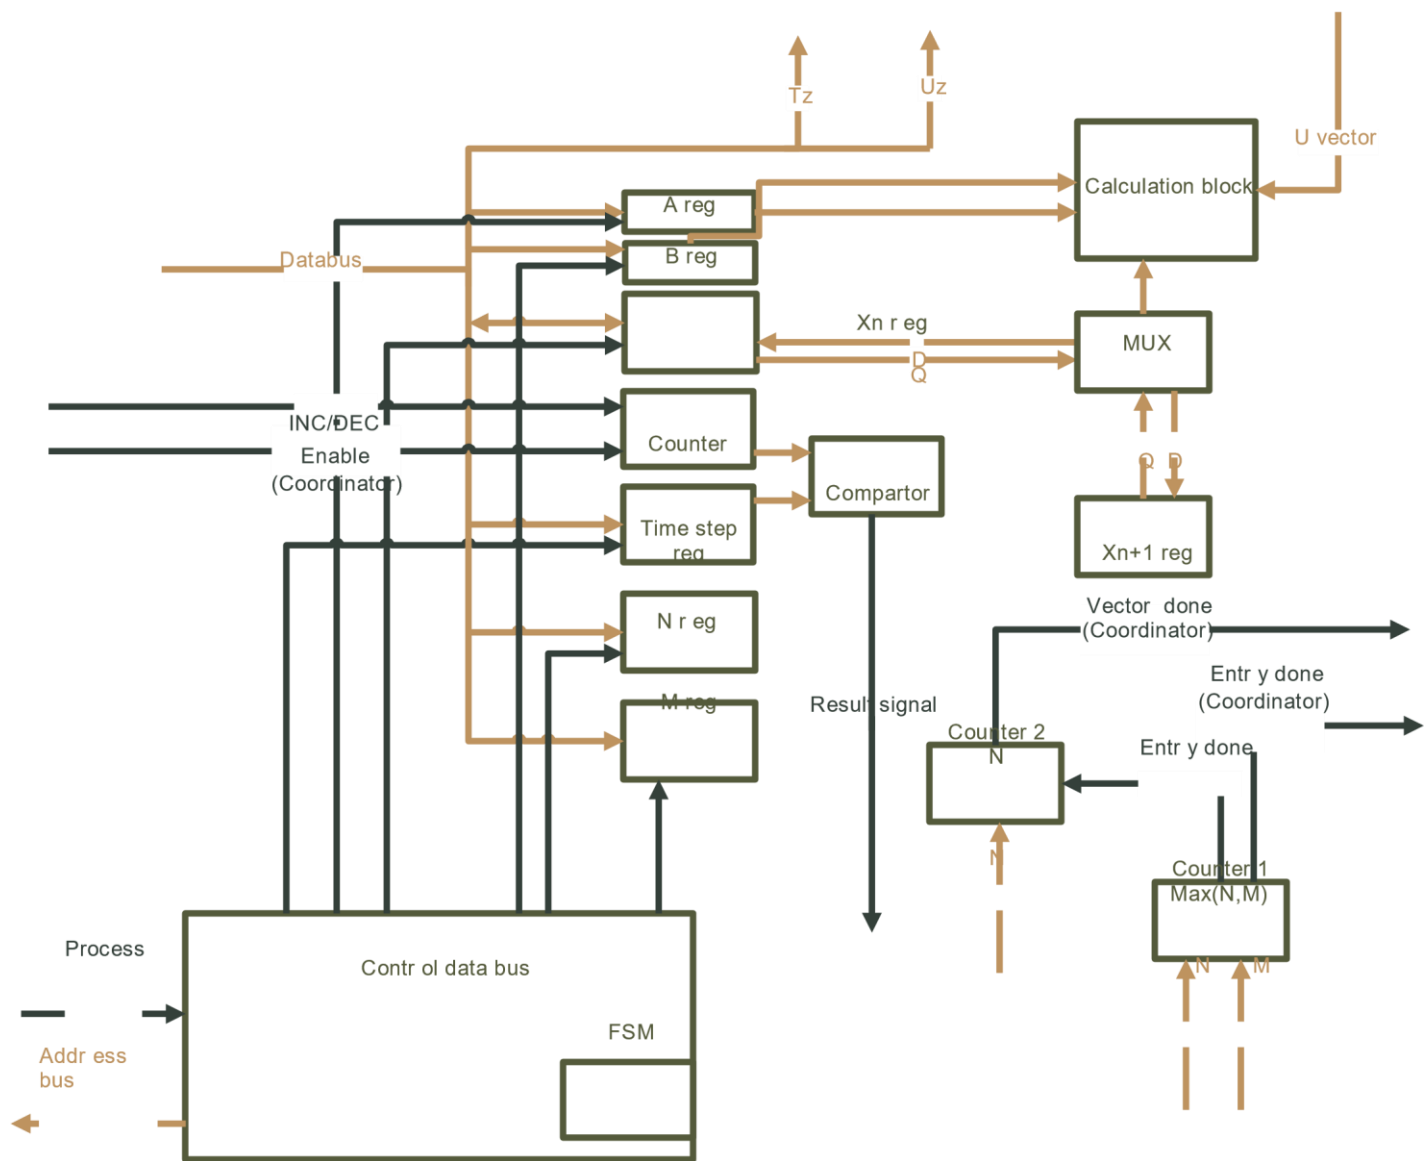 Tz
Uz
U vector
Calculation block
A reg
B reg
Databus
Xn r eg
D
Q
MUX
INC/DEC
Enable
(Coordinator)
Counter
Compartor
Q D
Time step
reg
Xn+1 reg
N r eg
Vector done
(Coordinator)
Entr y done
(Coordinator)
M reg
Result signal
Counter 2
N
Entr y done
N
Counter 1
Max(N,M)
N M
Process
Contr ol data bus
FSM
Addr ess
bus